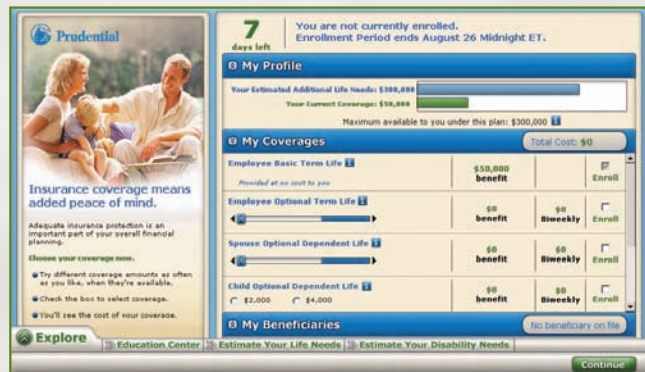 Prudential
Insurance coverage means
added peace of mind.
Adequate insurance protection is an
important part of your overall financial
planning.
Choose your coverage now.
Try different coverage amounts as often
as you like, when they're available.
Check the box to select coverage.
You'll see the cost of your coverage.
7
days left
You are not currently enrolled.
Enrollment Period ends August 26 Midnight ET.
My Profile
Your Estimated Additional Life Needs: $300,000
Your Current Coverage: $50,000
Maximum available to you under this plan: $300,000
My Coverages
Total Cost: $0
Employee Basic Term Life
Provided at no cost to you
$50,000
benefit
Enroll
Employee Optional Term Life
$0
benefit
$0
Biweekly
Enroll
Spouse Optional Dependent Life
$0
benefit
$0
Biweekly
Enroll
Child Optional Dependent Life
$2,000 $4,000
$0
benefit
$0
Biweekly
Enroll
My Beneficiaries
No beneficiary on file
Explore
Education Center
Estimate Your Life Needs
Estimate Your Disability Needs
Continue